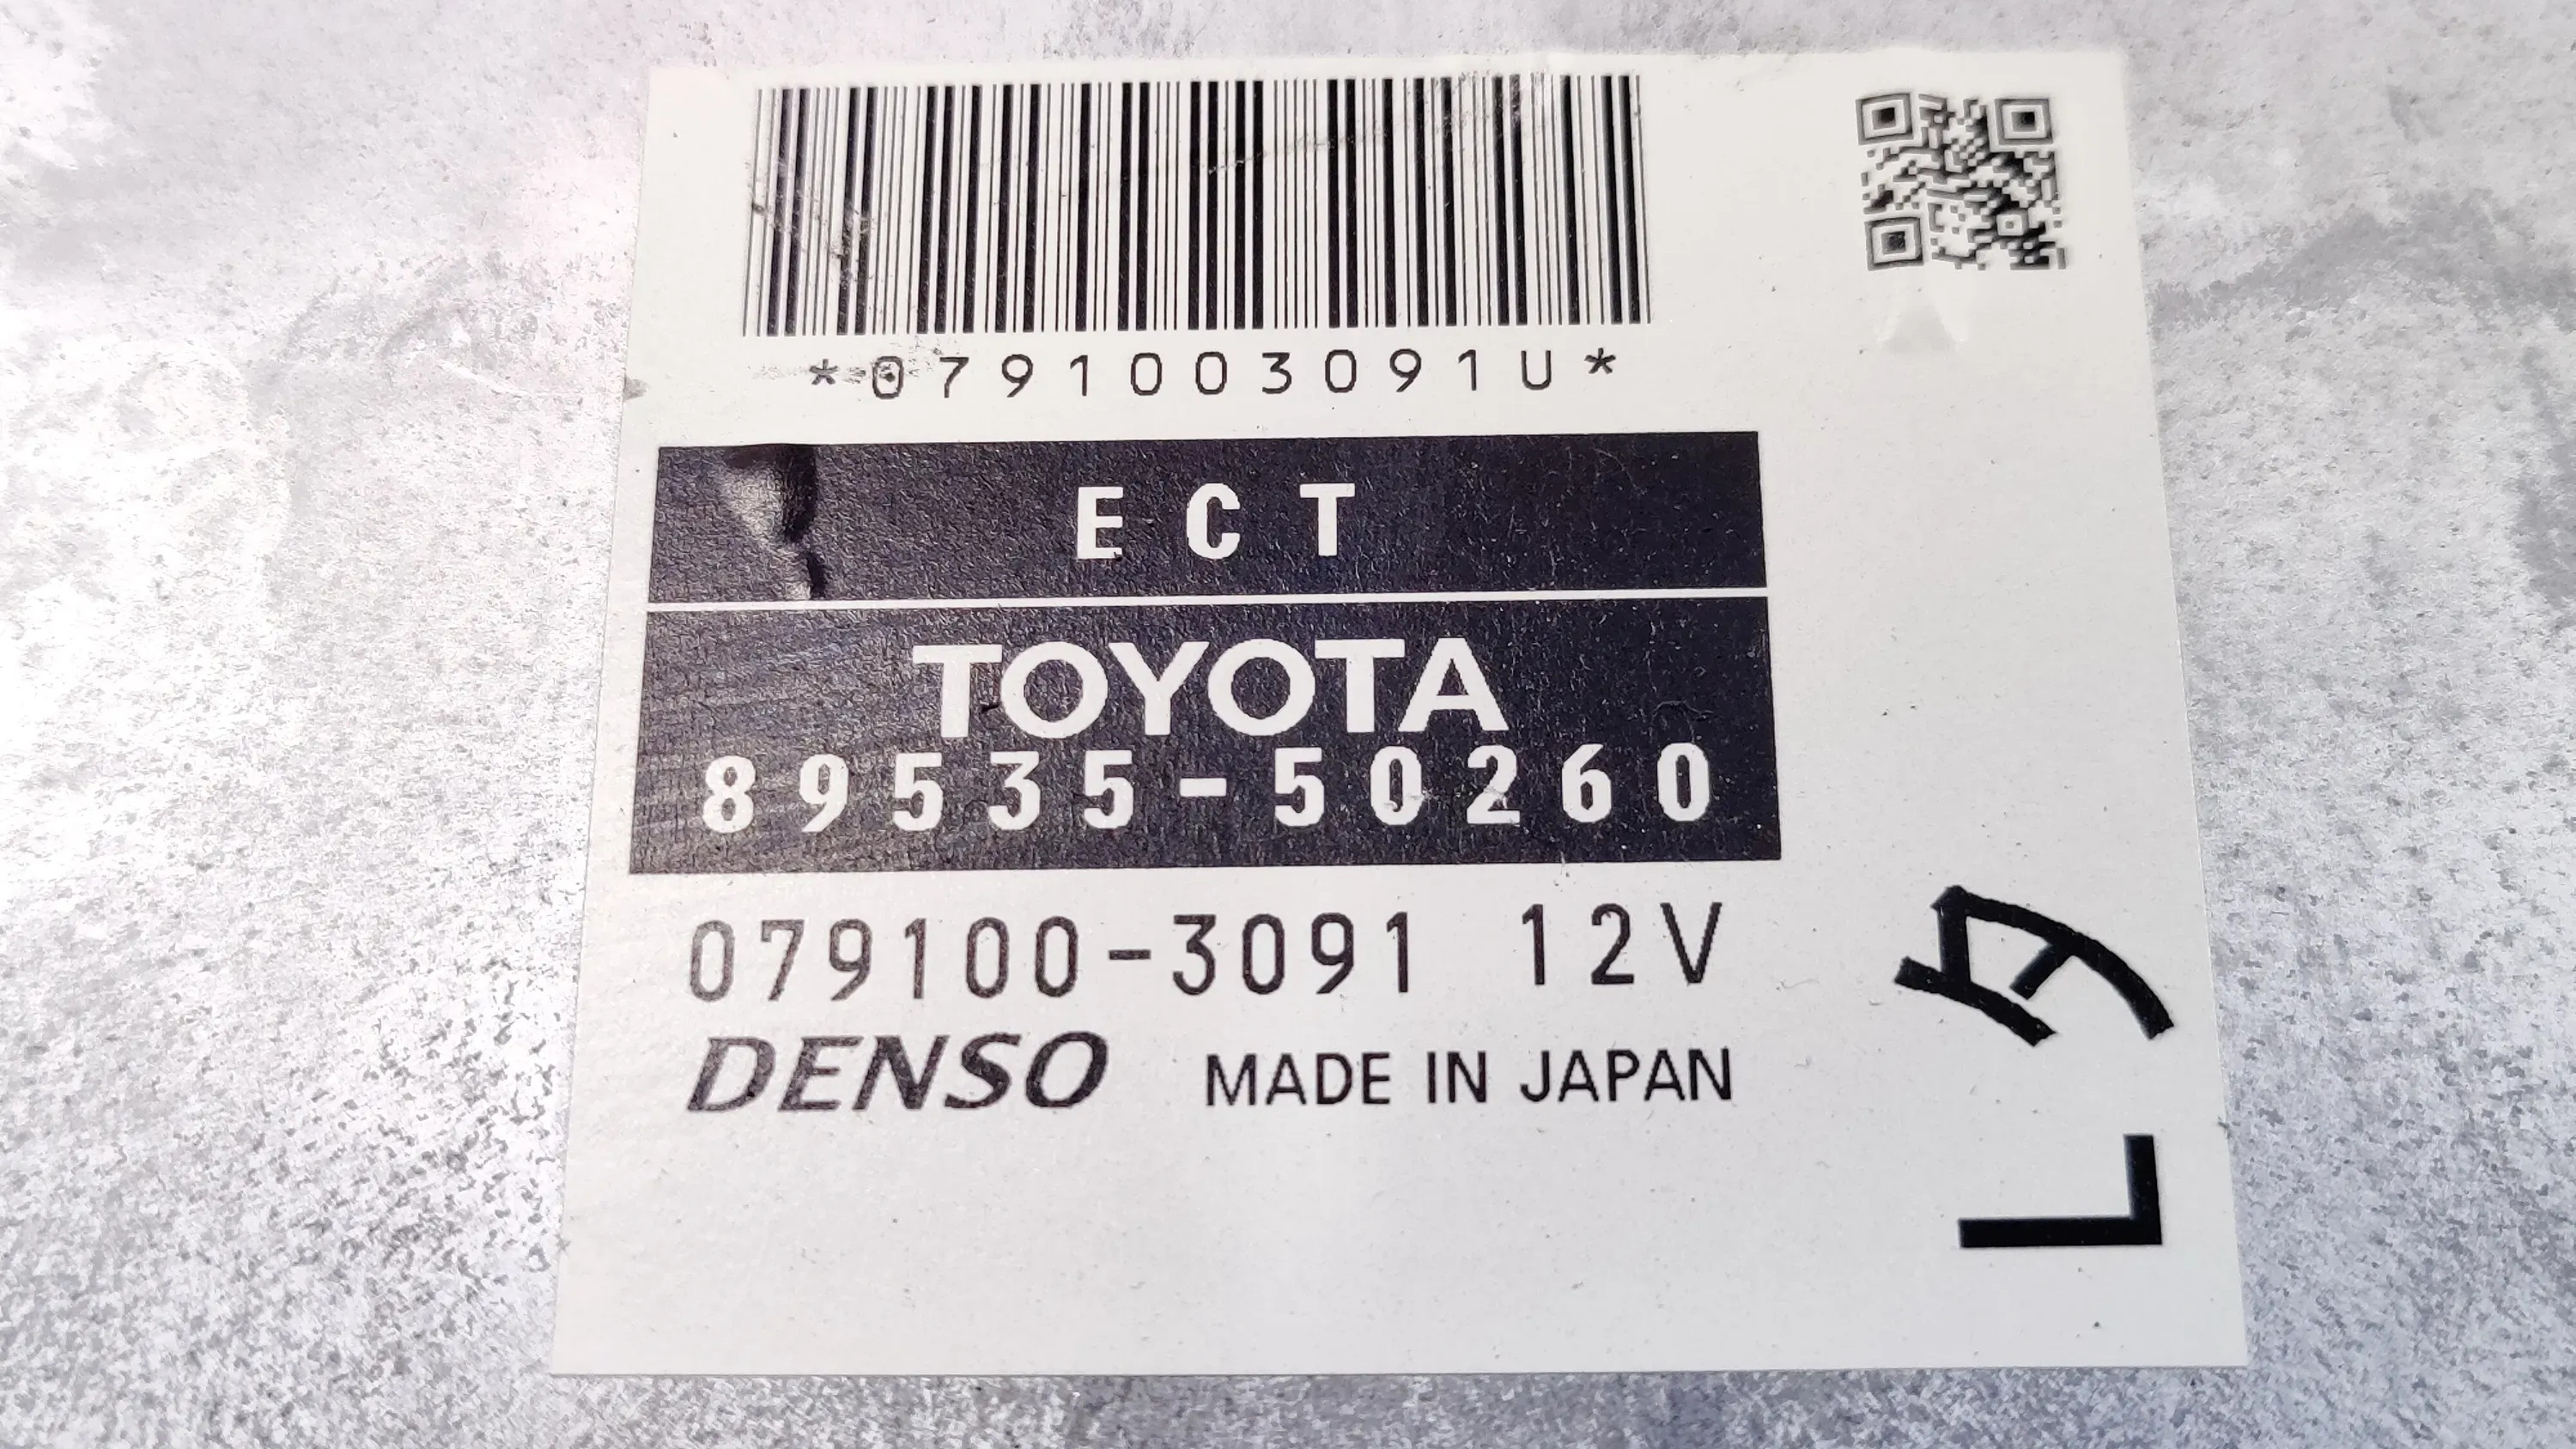 *0791003091U*
ECT
TOYOTA
89535-50260
079100-3091 12V
DENSO MADE IN JAPAN
L